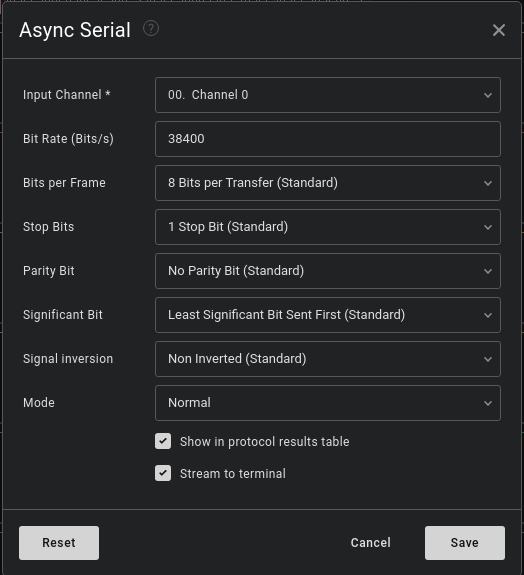 Async Serial ?
Input Channel * 00. Channel 0
Bit Rate (Bits/s) 38400
Bits per Frame 8 Bits per Transfer (Standard)
Stop Bits 1 Stop Bit (Standard)
Parity Bit No Parity Bit (Standard)
Significant Bit Least Significant Bit Sent First (Standard)
Signal inversion Non Inverted (Standard)
Mode Normal
Show in protocol results table
Stream to terminal
Reset Cancel Save